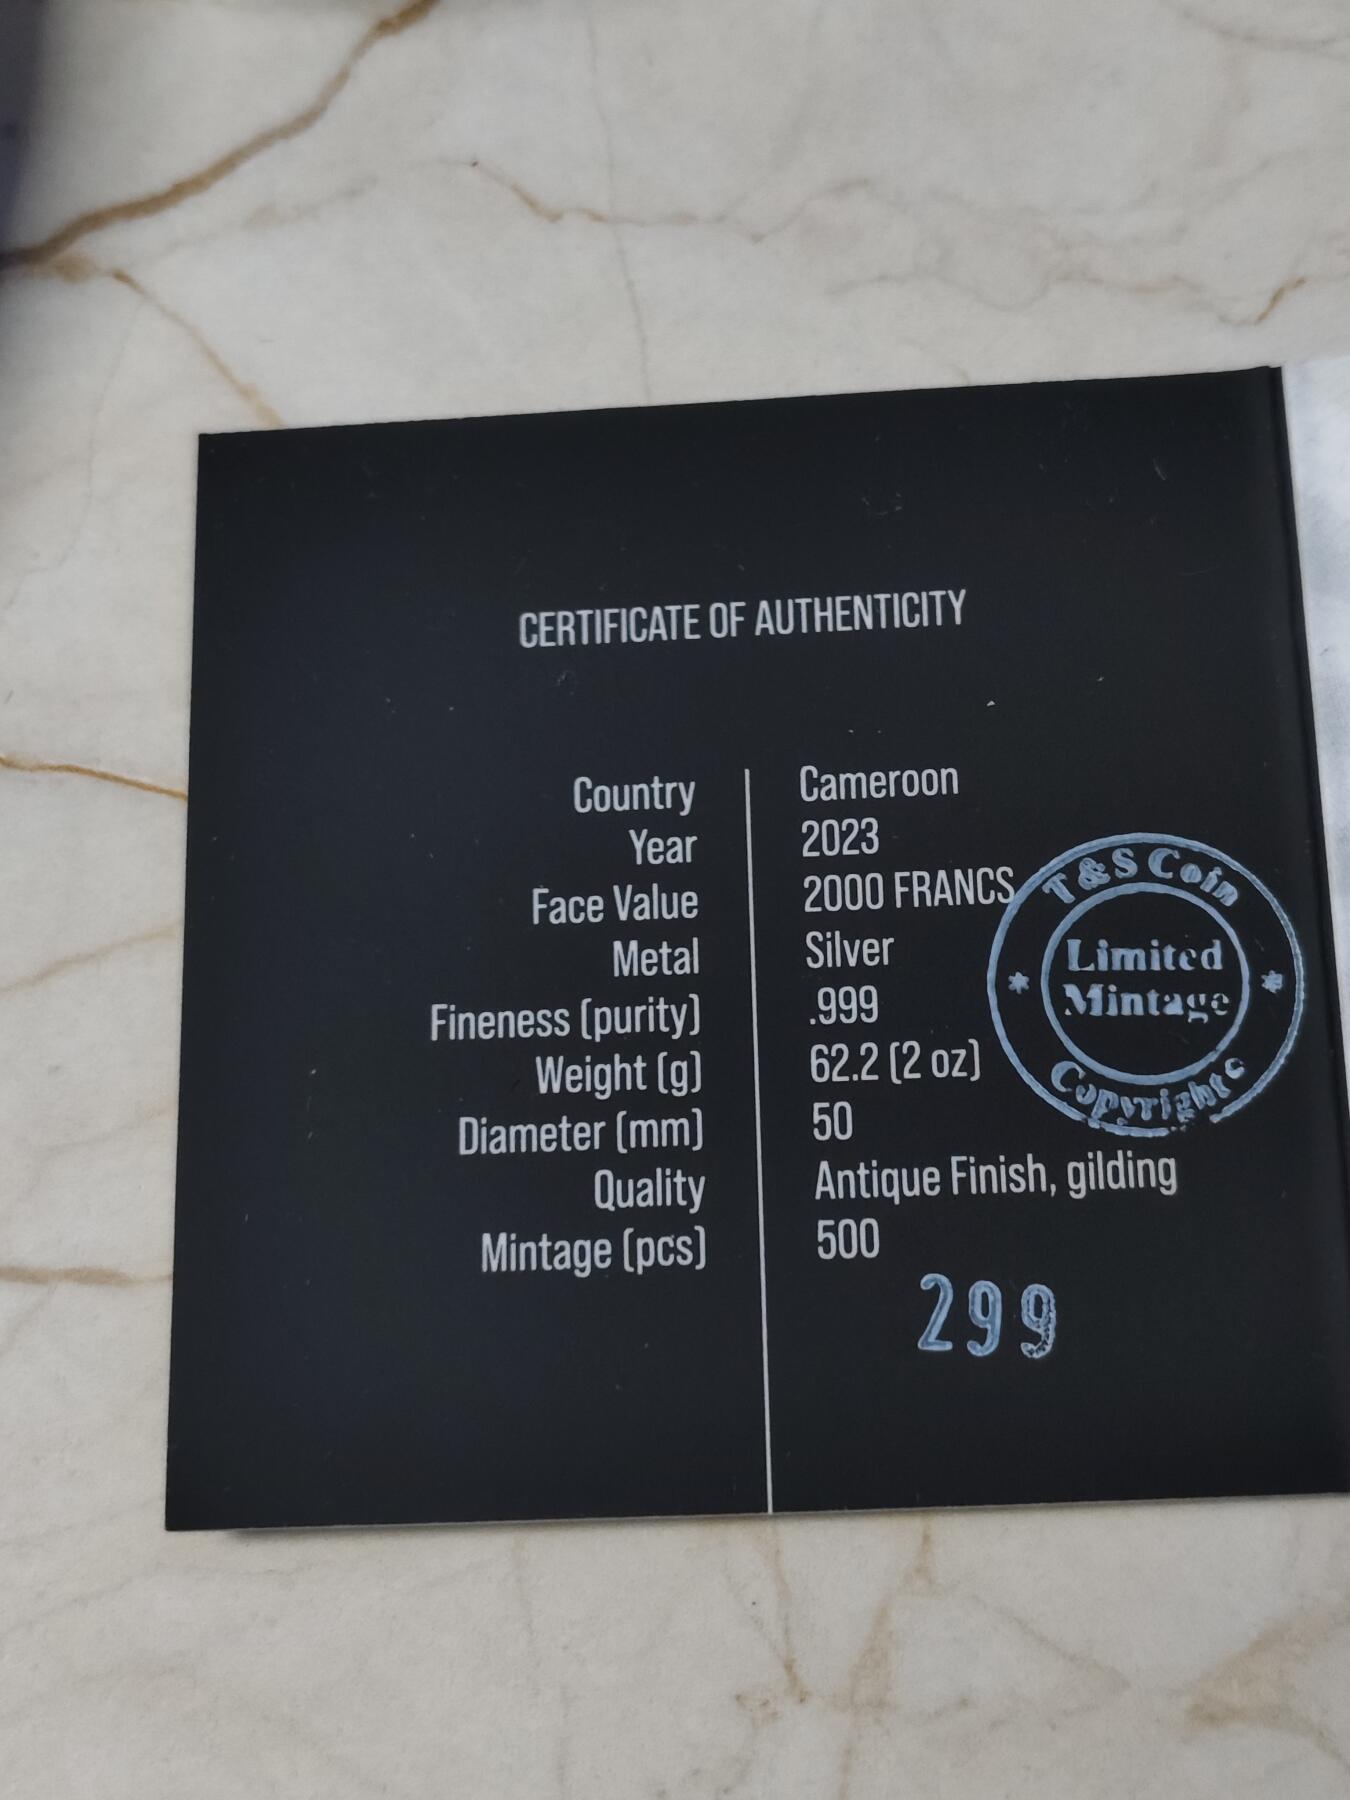 CERTIFICATE OF AUTHENTICITY
Country Cameroon
Year 2023
Face Value 2000 FRANCS
Metal Silver
Fineness (purity) .999
Weight (g) 62.2 (2 oz)
Diameter (mm) 50
Quality Antique Finish, gilding
Mintage (pcs) 500
299
T&S Coin
Limited
Mintage
Copyrights